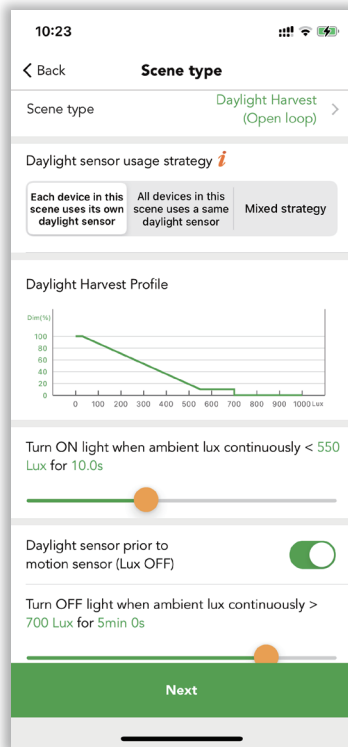 10:23
Back
Scene type
Scene type
Daylight Harvest
(Open loop)
Daylight sensor usage strategy i
Each device in this
scene uses its own
daylight sensor
All devices in this
scene uses a same
daylight sensor
Mixed strategy
Daylight Harvest Profile
Dim(%)
100
80
60
40
20
0
0 100 200 300 400 500 600 700 800 900 1000 Lux
Turn ON light when ambient lux continuously < 550
Lux for 10.0s
Daylight sensor prior to
motion sensor (Lux OFF)
Turn OFF light when ambient lux continuously >
700 Lux for 5min 0s
Next